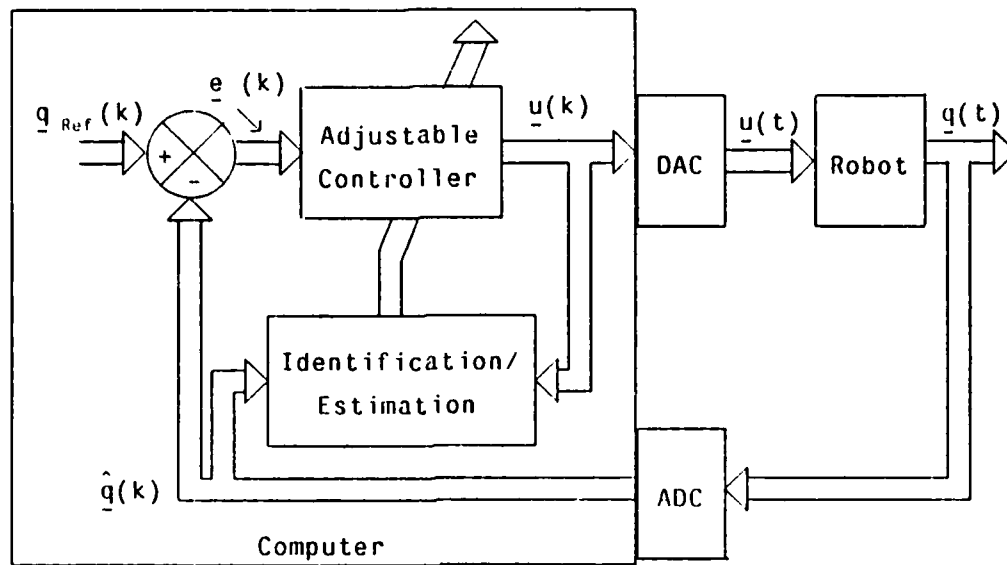 q Ref (k)
e (k)
+
-
Adjustable
Controller
u(k)
DAC
u(t)
Robot
q(t)
Identification/
Estimation
q̂(k)
ADC
Computer